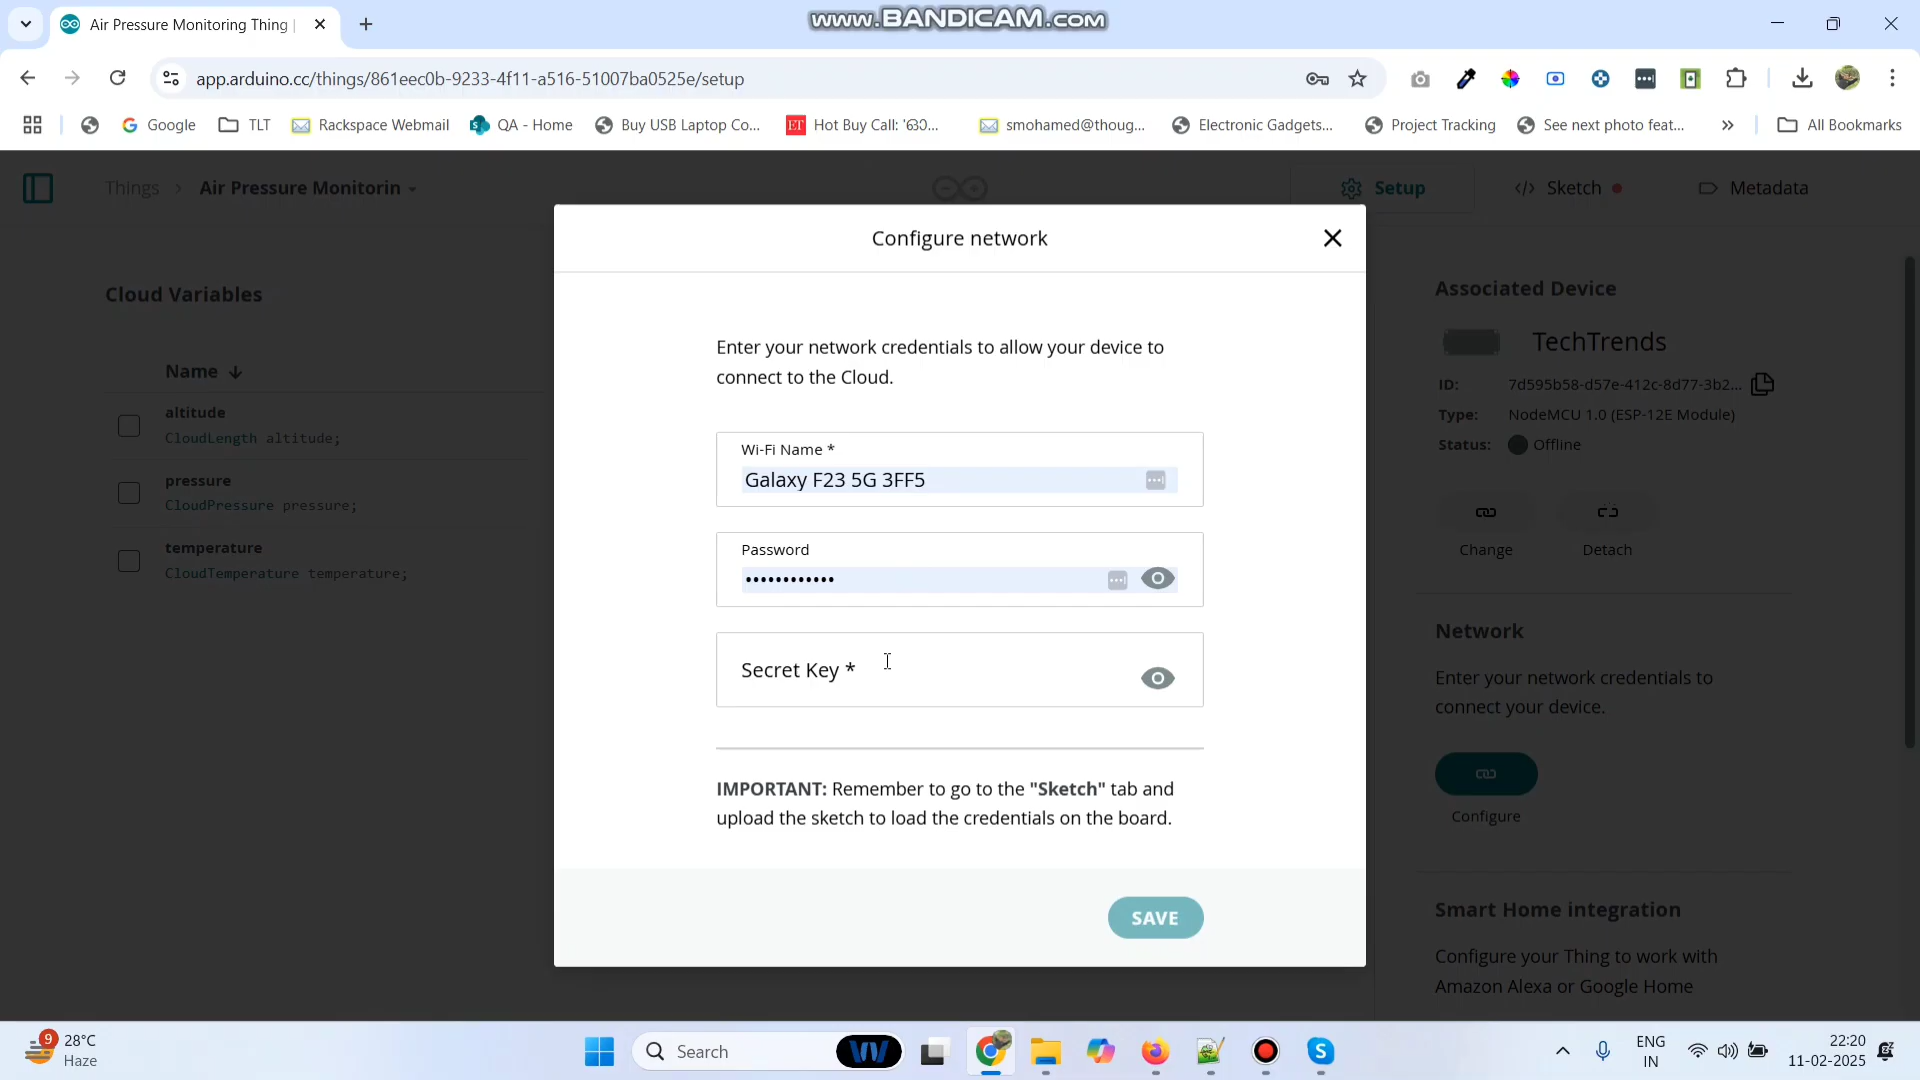 www.BANDICAM.com
Air Pressure Monitoring Thing |
app.arduino.cc/things/861eec0b-9233-4f11-a516-51007ba0525e/setup
Google
TLT
Rackspace Webmail
QA - Home
Buy USB Laptop Co...
ET
Hot Buy Call: '630...
smohamed@thoug...
Electronic Gadgets...
Project Tracking
See next photo feat...
All Bookmarks
Things
Air Pressure Monitorin
Setup
Sketch
Metadata
Configure network
Cloud Variables
Name
altitude
CloudLength altitude;
pressure
CloudPressure pressure;
temperature
CloudTemperature temperature;
Enter your network credentials to allow your device to
connect to the Cloud.
Wi-Fi Name *
Galaxy F23 5G 3FF5
Password
••••••••••••
Secret Key *
IMPORTANT: Remember to go to the "Sketch" tab and
upload the sketch to load the credentials on the board.
SAVE
Associated Device
TechTrends
ID: 7d595b58-d57e-412c-8d77-3b2...
Type: NodeMCU 1.0 (ESP-12E Module)
Status: Offline
Change
Detach
Network
Enter your network credentials to
connect your device.
Configure
Smart Home integration
Configure your Thing to work with
Amazon Alexa or Google Home
9
28°C
Haze
Search
ENG
IN
22:20
11-02-2025